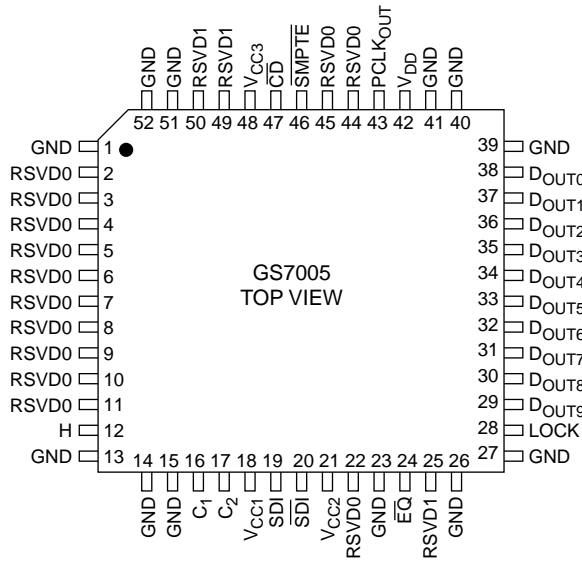 GND
GND
RSVD1
RSVD1
VCC3
C̅D̅
S̅M̅P̅T̅E̅
RSVD0
RSVD0
PCLKOUT
VDD
GND
GND
52 51 50 49 48 47 46 45 44 43 42 41 40
GND 1
RSVD0 2
RSVD0 3
RSVD0 4
RSVD0 5
RSVD0 6
RSVD0 7
RSVD0 8
RSVD0 9
RSVD0 10
RSVD0 11
H 12
GND 13
GS7005
TOP VIEW
39 GND
38 DOUT0
37 DOUT1
36 DOUT2
35 DOUT3
34 DOUT4
33 DOUT5
32 DOUT6
31 DOUT7
30 DOUT8
29 DOUT9
28 LOCK
27 GND
14 15 16 17 18 19 20 21 22 23 24 25 26
GND
GND
C1
C2
VCC1
SDI
S̅D̅I̅
VCC2
RSVD0
GND
E̅Q̅
RSVD1
GND